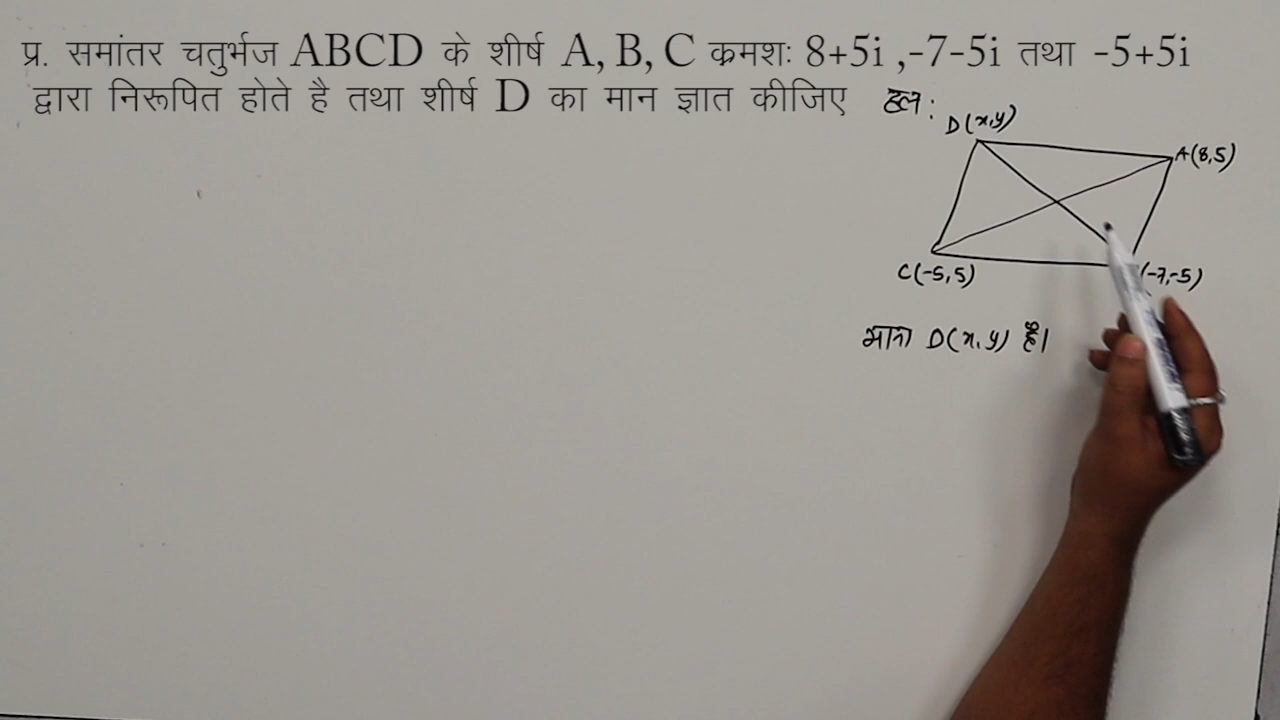 प्र. समांतर चतुर्भज ABCD के शीर्ष A, B, C क्रमशः 8+5i ,-7-5i तथा -5+5i
द्वारा निरूपित होते है तथा शीर्ष D का मान ज्ञात कीजिए हल:
D(x,y)
A(8,5)
C(-5,5)
(-7,-5)
माना D(x,y) है।